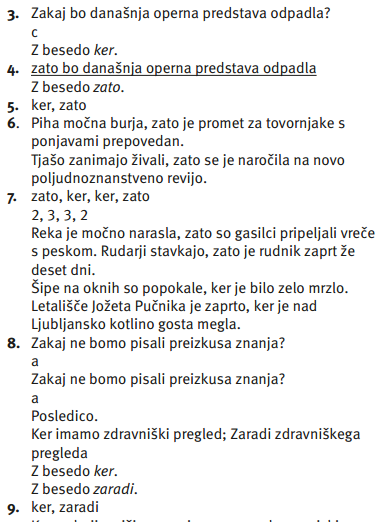 3. Zakaj bo današnja operna predstava odpadla?
c
Z besedo ker.
4. zato bo današnja operna predstava odpadla
Z besedo zato.
5. ker, zato
6. Piha močna burja, zato je promet za tovornjake s
ponjavami prepovedan.
Tjašo zanimajo živali, zato se je naročila na novo
poljudnoznanstveno revijo.
7. zato, ker, ker, zato
2, 3, 3, 2
Reka je močno narasla, zato so gasilci pripeljali vreče
s peskom. Rudarji stavkajo, zato je rudnik zaprt že
deset dni.
Šipe na oknih so popokale, ker je bilo zelo mrzlo.
Letališče Jožeta Pučnika je zaprto, ker je nad
Ljubljansko kotlino gosta megla.
8. Zakaj ne bomo pisali preizkusa znanja?
a
Zakaj ne bomo pisali preizkusa znanja?
a
Posledico.
Ker imamo zdravniški pregled; Zaradi zdravniškega
pregleda
Z besedo ker.
Z besedo zaradi.
9. ker, zaradi